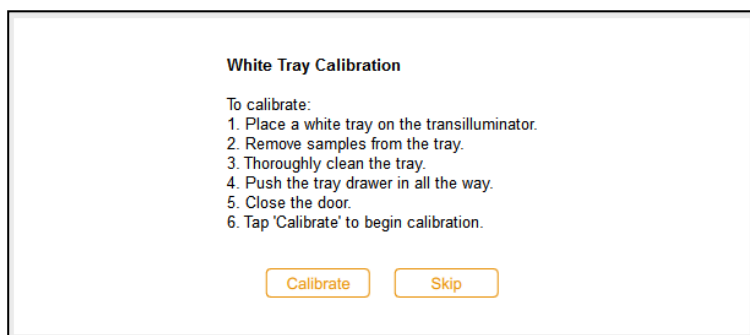 White Tray Calibration
To calibrate:
1. Place a white tray on the transilluminator.
2. Remove samples from the tray.
3. Thoroughly clean the tray.
4. Push the tray drawer in all the way.
5. Close the door.
6. Tap 'Calibrate' to begin calibration.
Calibrate Skip